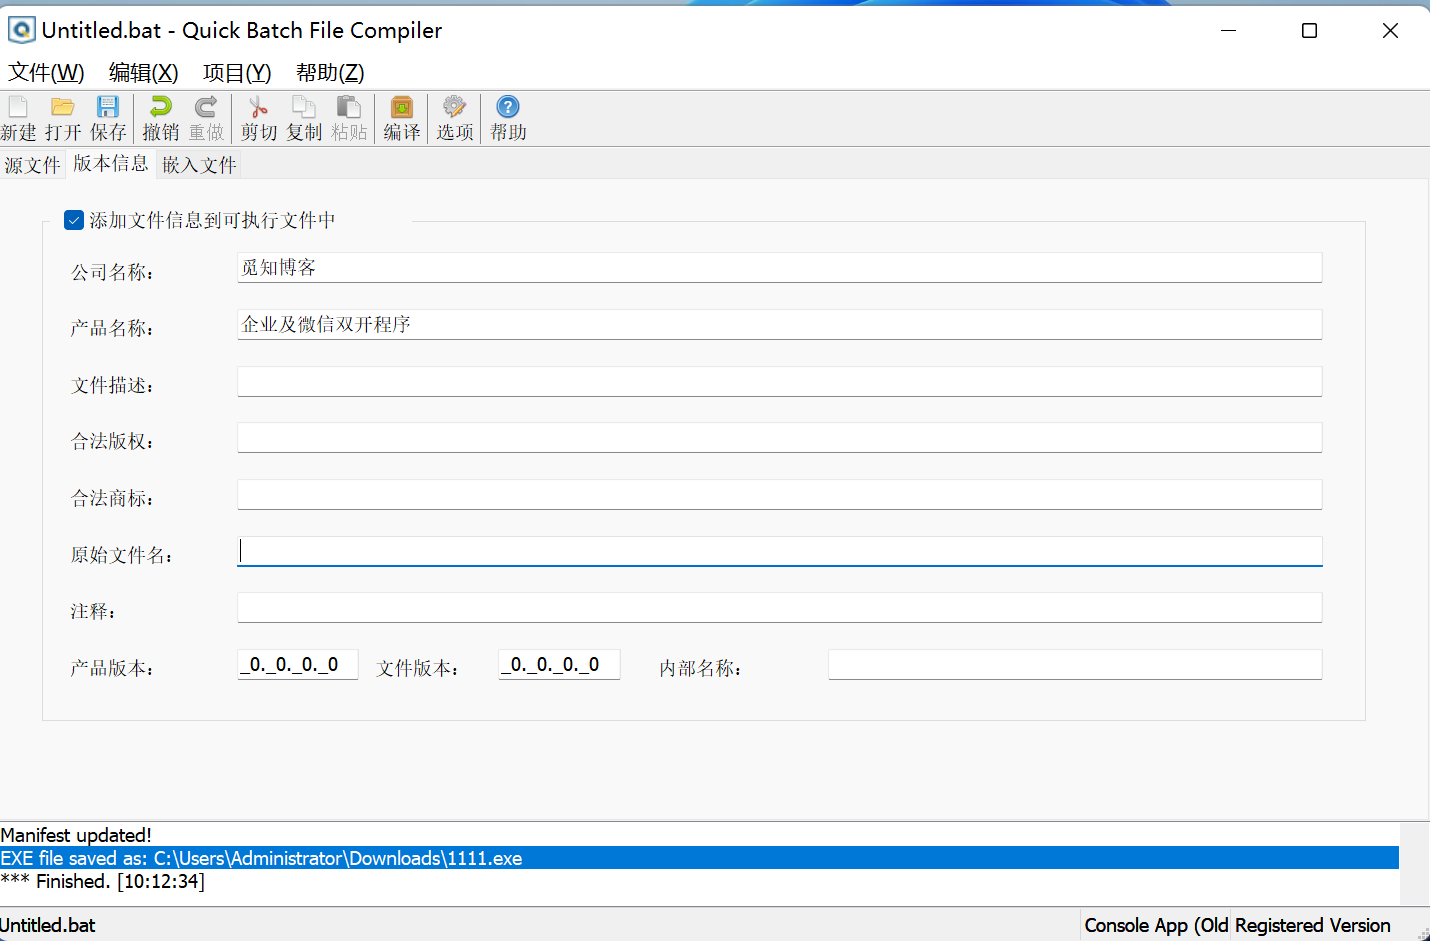 Untitled.bat - Quick Batch File Compiler
文件(W) 编辑(X) 项目(Y) 帮助(Z)
新建 打开 保存 撤销 重做 剪切 复制 粘贴 编译 选项 帮助
源文件 版本信息 嵌入文件
添加文件信息到可执行文件中
公司名称: 觅知博客
产品名称: 企业及微信双开程序
文件描述:
合法版权:
合法商标:
原始文件名:
注释:
产品版本: _0._0._0._0 文件版本: _0._0._0._0 内部名称:
Manifest updated!
EXE file saved as: C:\Users\Administrator\Downloads\1111.exe
*** Finished. [10:12:34]
Untitled.bat Console App (Old Registered Version